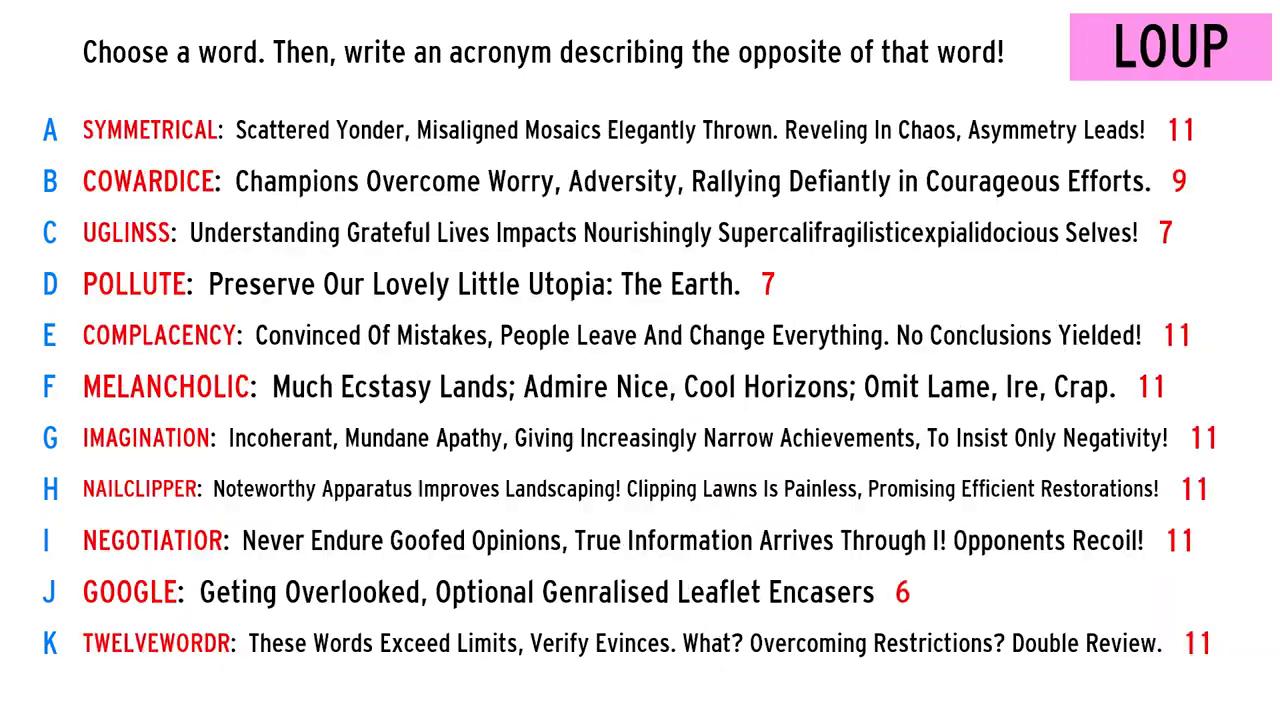 Choose a word. Then, write an acronym describing the opposite of that word!
LOUP
A SYMMETRICAL: Scattered Yonder, Misaligned Mosaics Elegantly Thrown. Reveling In Chaos, Asymmetry Leads! 11
B COWARDICE: Champions Overcome Worry, Adversity, Rallying Defiantly in Courageous Efforts. 9
C UGLINSS: Understanding Grateful Lives Impacts Nourishingly Supercalifragilisticexpialidocious Selves! 7
D POLLUTE: Preserve Our Lovely Little Utopia: The Earth. 7
E COMPLACENCY: Convinced Of Mistakes, People Leave And Change Everything. No Conclusions Yielded! 11
F MELANCHOLIC: Much Ecstasy Lands; Admire Nice, Cool Horizons; Omit Lame, Ire, Crap. 11
G IMAGINATION: Incoherant, Mundane Apathy, Giving Increasingly Narrow Achievements, To Insist Only Negativity! 11
H NAILCLIPPER: Noteworthy Apparatus Improves Landscaping! Clipping Lawns Is Painless, Promising Efficient Restorations! 11
I NEGOTIATIOR: Never Endure Goofed Opinions, True Information Arrives Through I! Opponents Recoil! 11
J GOOGLE: Geting Overlooked, Optional Genralised Leaflet Encasers 6
K TWELVEWORDR: These Words Exceed Limits, Verify Evinces. What? Overcoming Restrictions? Double Review. 11